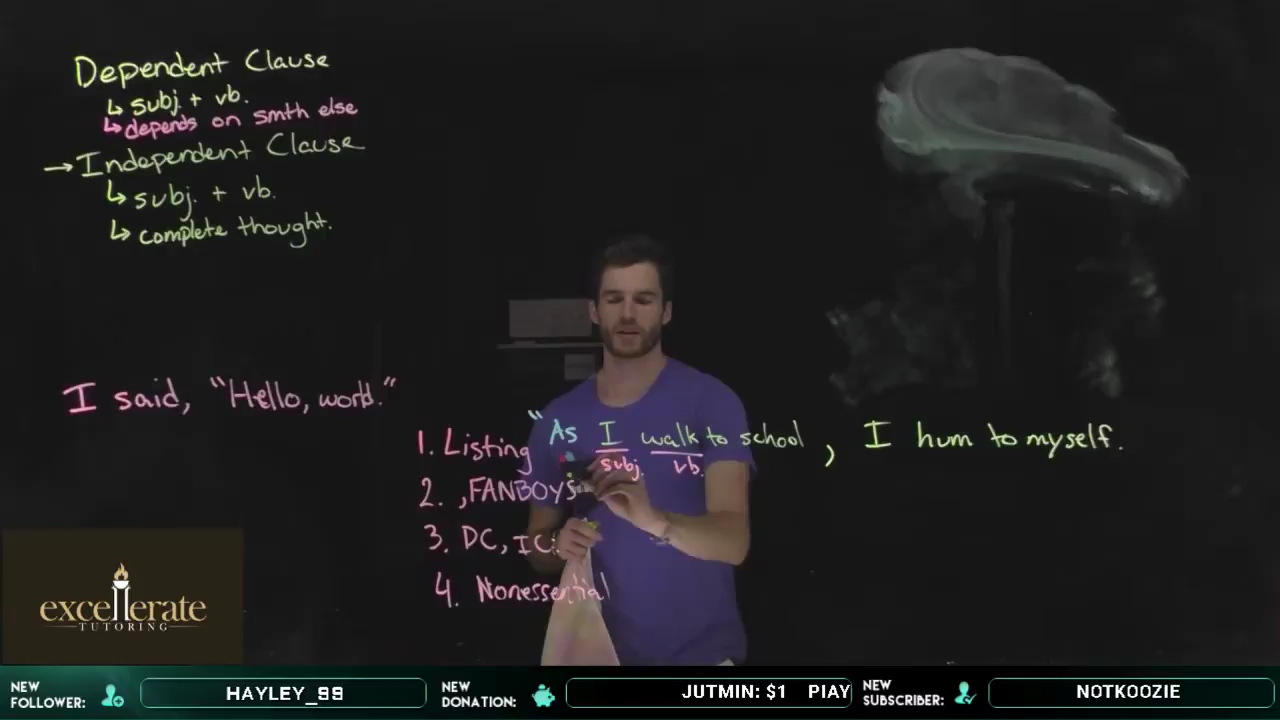 Dependent Clause
↳ subj. + vb.
↳ depends on smth else
→ Independent Clause
↳ subj. + vb.
↳ complete thought.
I said, "Hello, world."
"As I walk to school, I hum to myself.
subj. vb.
1. Listing
2. ,FANBOYS
3. DC, IC.
4. Nonessential
excellerate
TUTORING
NEW FOLLOWER: HAYLEY_99
NEW DONATION: JUTMIN: $1 PIAY
NEW SUBSCRIBER: NOTKOOZIE